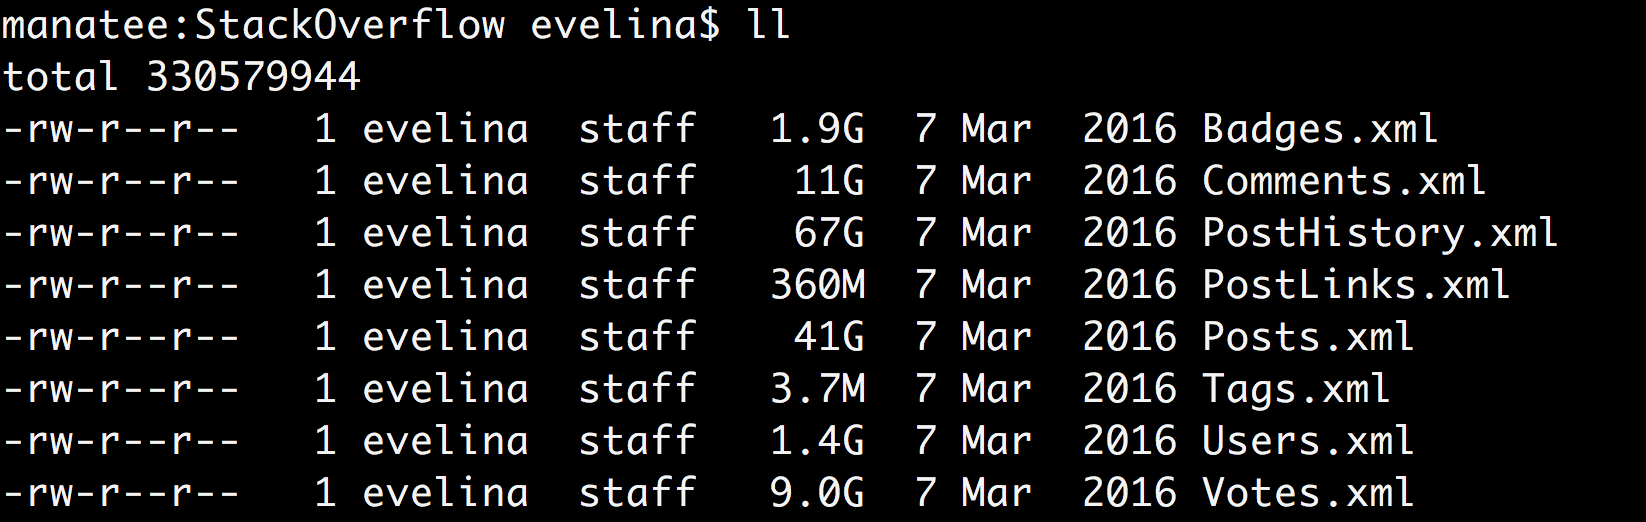 manatee:StackOverflow evelina$ ll
total 330579944
-rw-r--r--   1 evelina  staff   1.9G  7 Mar  2016 Badges.xml
-rw-r--r--   1 evelina  staff    11G  7 Mar  2016 Comments.xml
-rw-r--r--   1 evelina  staff    67G  7 Mar  2016 PostHistory.xml
-rw-r--r--   1 evelina  staff   360M  7 Mar  2016 PostLinks.xml
-rw-r--r--   1 evelina  staff    41G  7 Mar  2016 Posts.xml
-rw-r--r--   1 evelina  staff   3.7M  7 Mar  2016 Tags.xml
-rw-r--r--   1 evelina  staff   1.4G  7 Mar  2016 Users.xml
-rw-r--r--   1 evelina  staff   9.0G  7 Mar  2016 Votes.xml